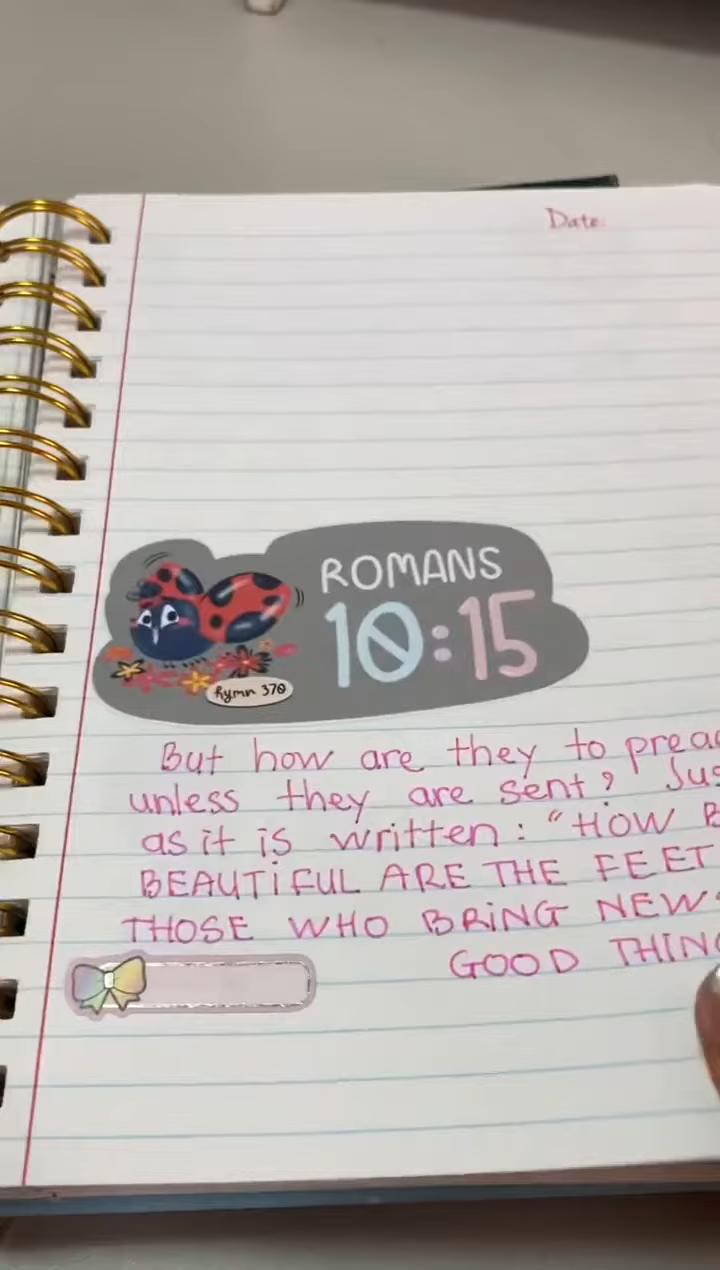 Date:
ROMANS
10:15
hymn 370
But how are they to
unless they are sent?
as it is written: "HOW
BEAUTIFUL ARE THE FEET
THOSE WHO BRING
GOOD